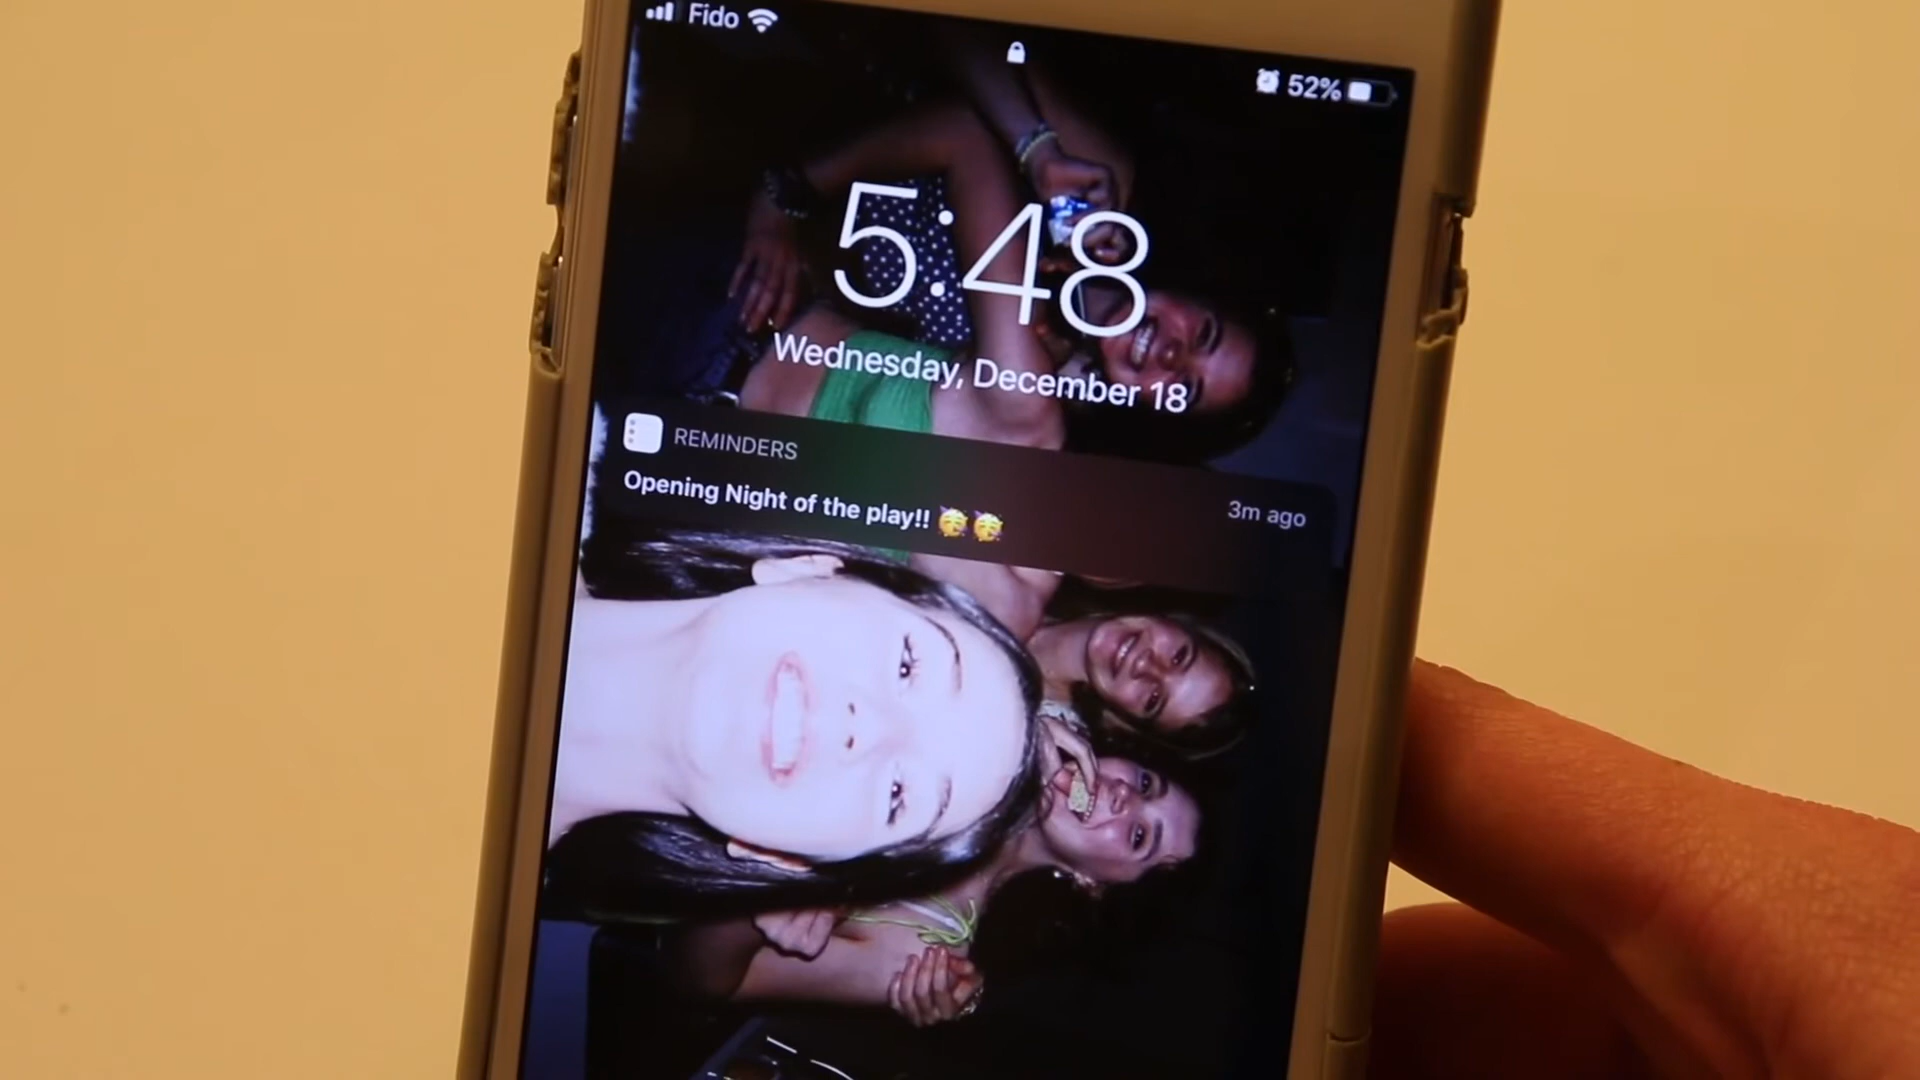 Fido
52%
5:48
Wednesday, December 18
REMINDERS
Opening Night of the play!! 🥳🥳
3m ago